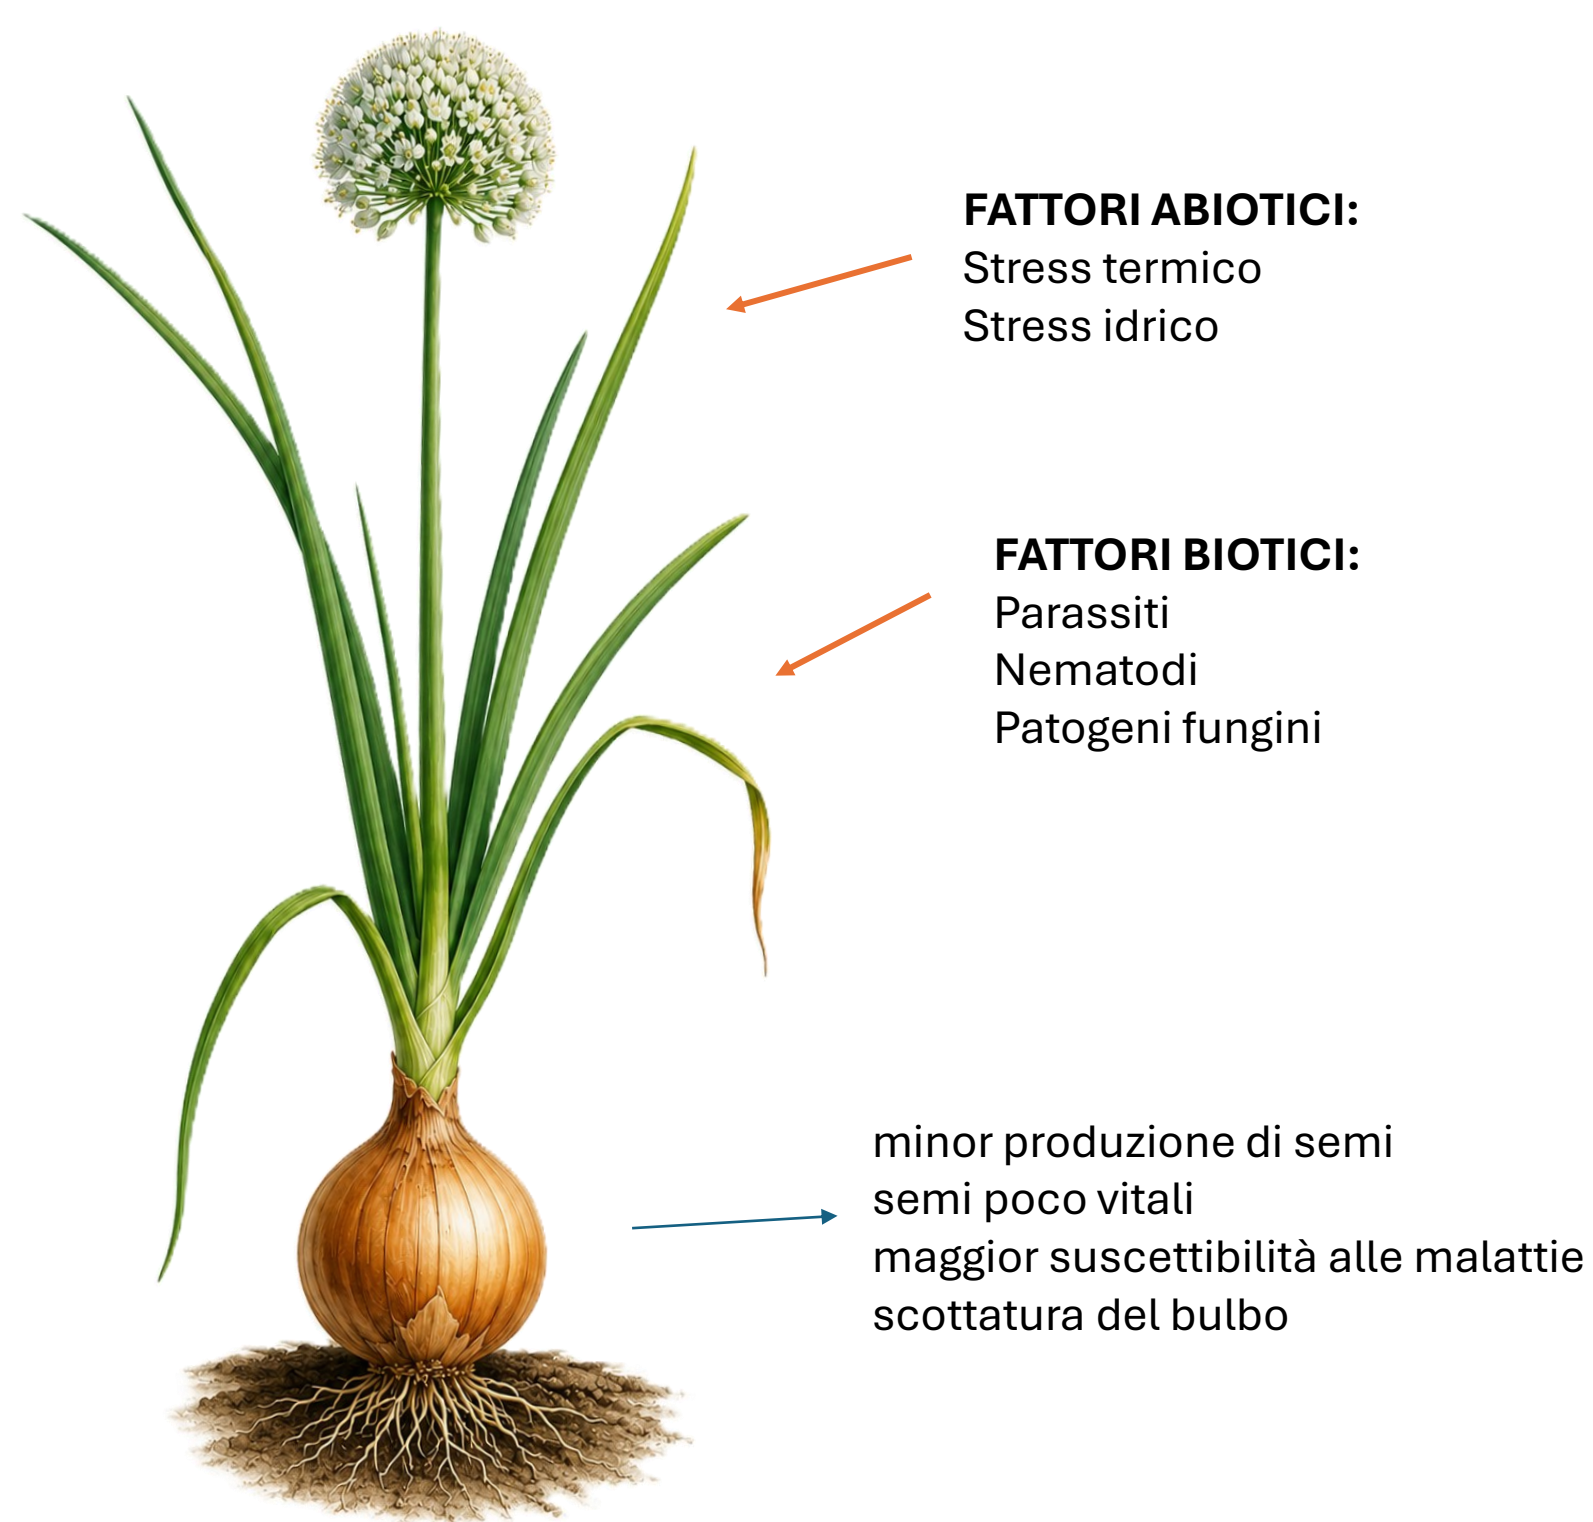 FATTORI ABIOTICI:
Stress termico
Stress idrico
FATTORI BIOTICI:
Parassiti
Nematodi
Patogeni fungini
minor produzione di semi
semi poco vitali
maggior suscettibilità alle malattie
scottatura del bulbo